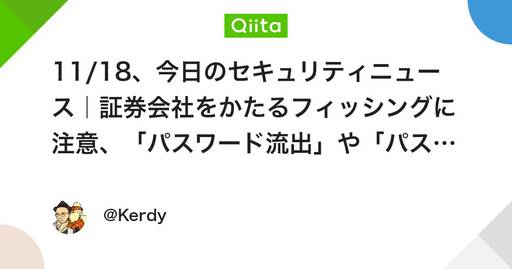 Qiita
11/18、今日のセキュリティニュー
ス｜証券会社をかたるフィッシングに
注意、「パスワード流出」や「パス…
@Kerdy